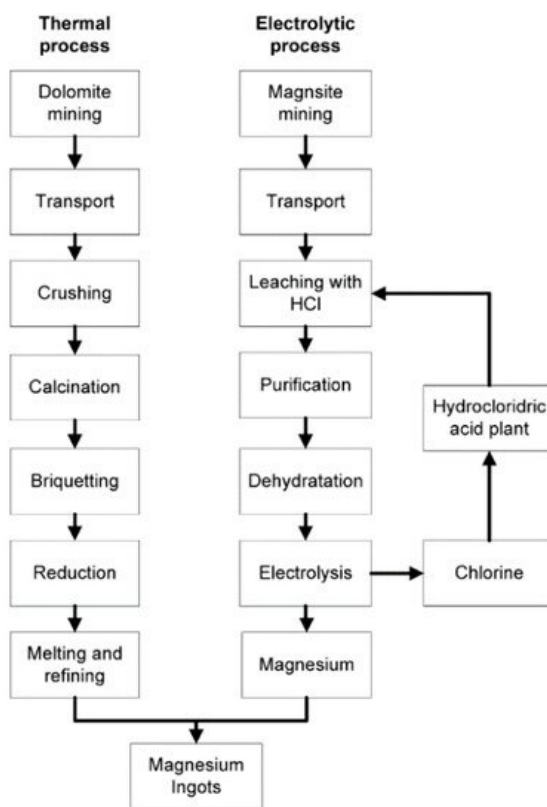 Thermal
process
Electrolytic
process
Dolomite
mining
Magnsite
mining
Transport
Transport
Crushing
Leaching with
HCl
Calcination
Purification
Hydrocloridric
acid plant
Briquetting
Dehydratation
Reduction
Electrolysis
Chlorine
Melting and
refining
Magnesium
Magnesium
Ingots